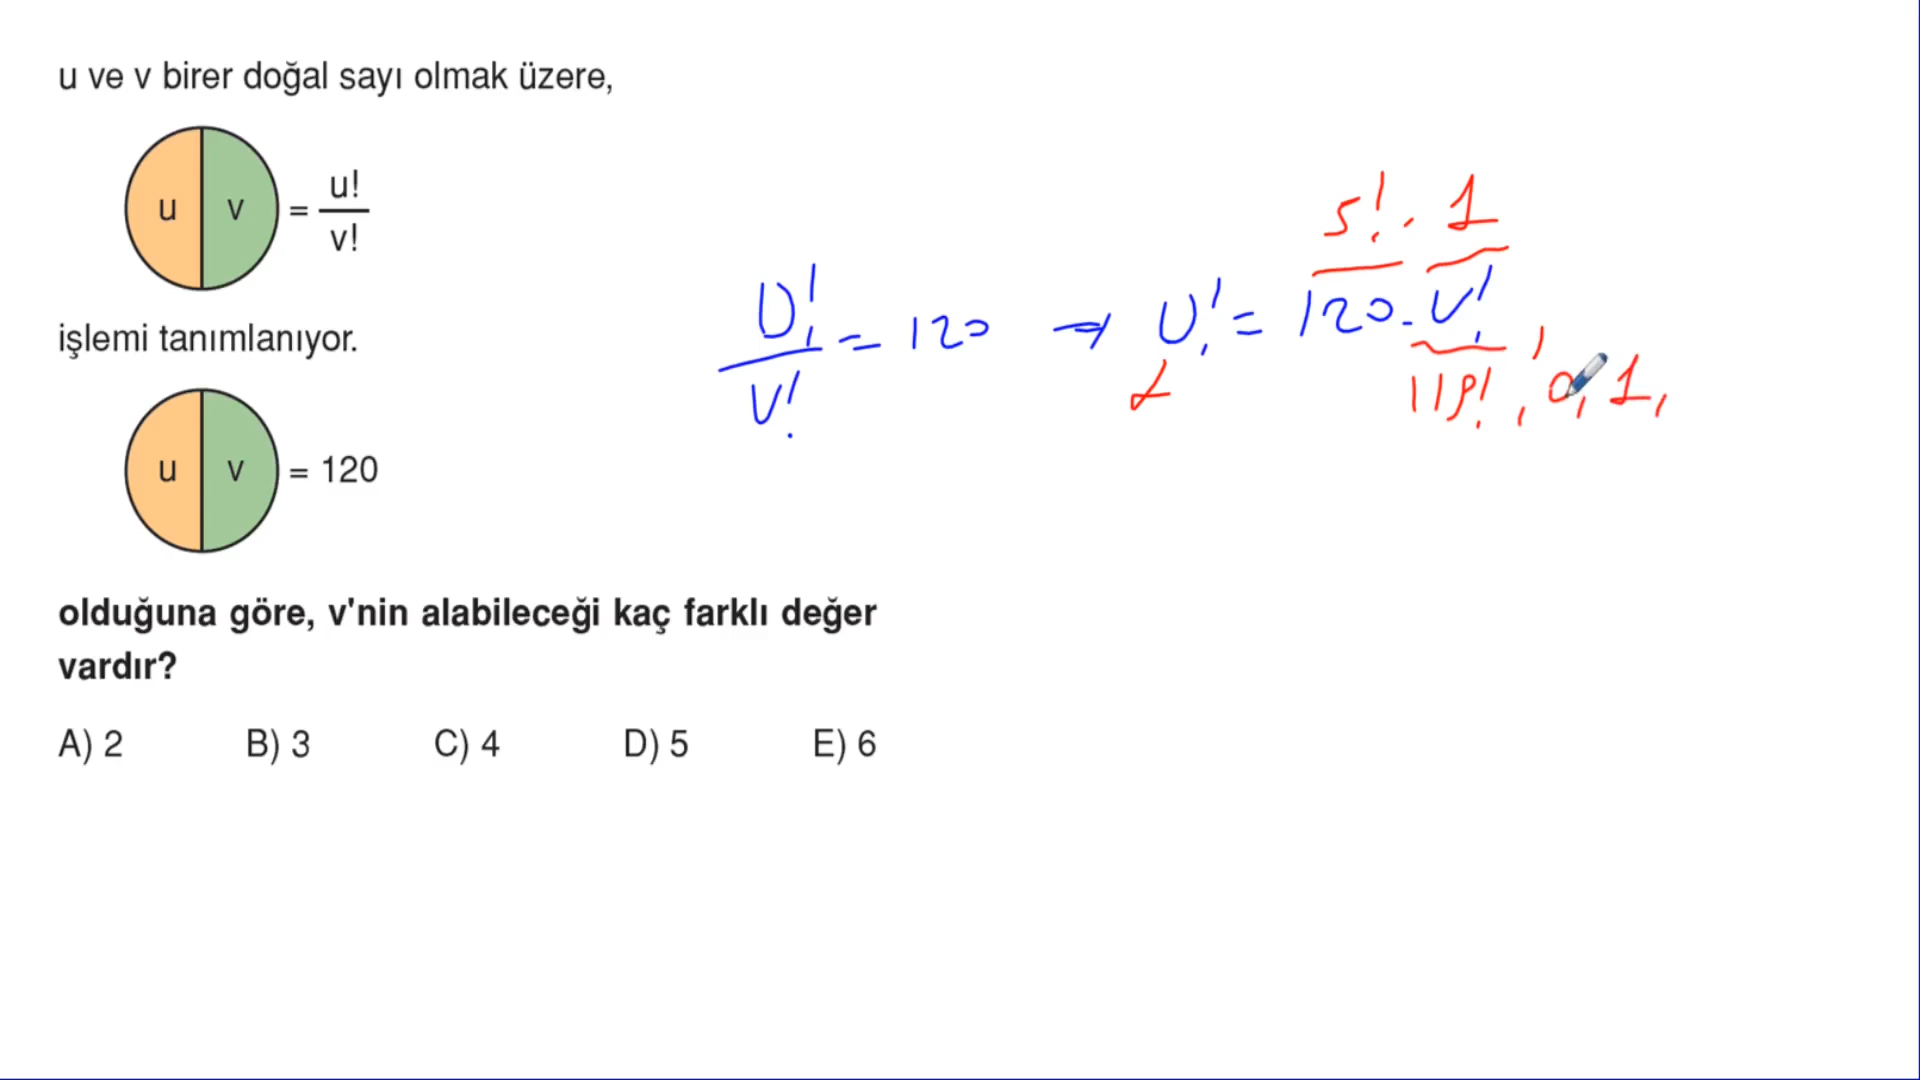 u ve v birer doğal sayı olmak üzere,
u v = u!/v!
işlemi tanımlanıyor.
u v = 120
olduğuna göre, v'nin alabileceği kaç farklı değer
vardır?
A) 2 B) 3 C) 4 D) 5 E) 6
U!/V! = 120 ⇒ U! = 120 . V!
5! . 1
119! , 0, 1,